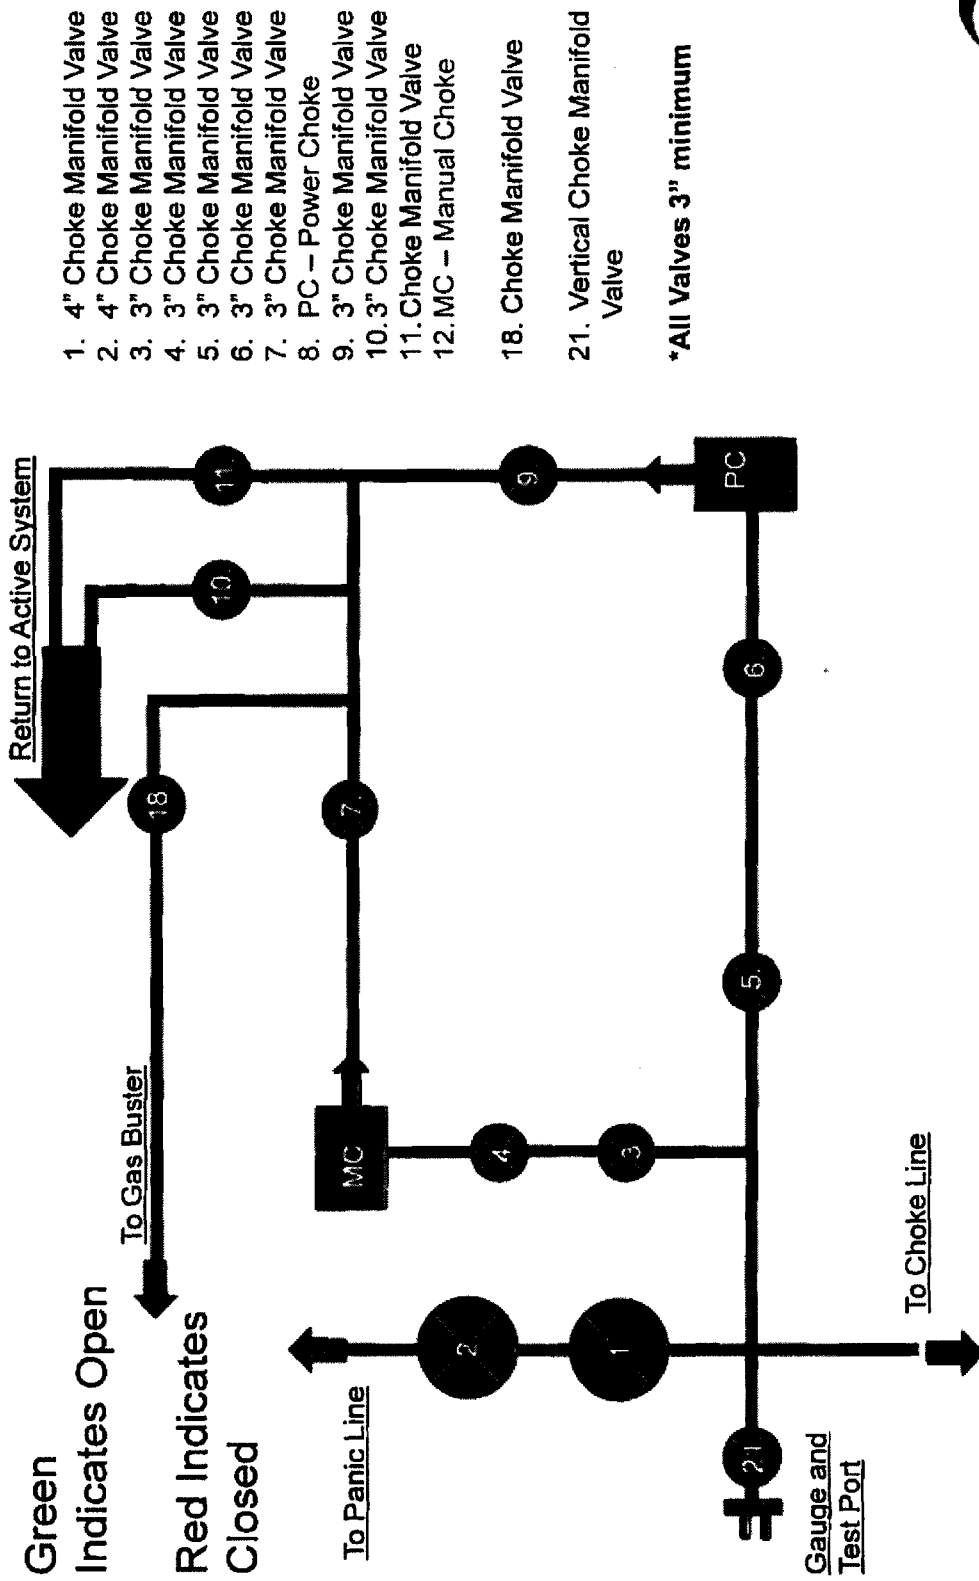 Green
Indicates Open
Red Indicates
Closed
To Gas Buster
Return to Active System
To Panic Line
To Choke Line
Gauge and
Test Port
18
11.
10.
7.
9.
MC
PC
4
3
2
1
5.
6.
21
1. 4" Choke Manifold Valve
2. 4" Choke Manifold Valve
3. 3" Choke Manifold Valve
4. 3" Choke Manifold Valve
5. 3" Choke Manifold Valve
6. 3" Choke Manifold Valve
7. 3" Choke Manifold Valve
8. PC – Power Choke
9. 3" Choke Manifold Valve
10. 3" Choke Manifold Valve
11. Choke Manifold Valve
12. MC – Manual Choke
18. Choke Manifold Valve
21. Vertical Choke Manifold
Valve
*All Valves 3" minimum